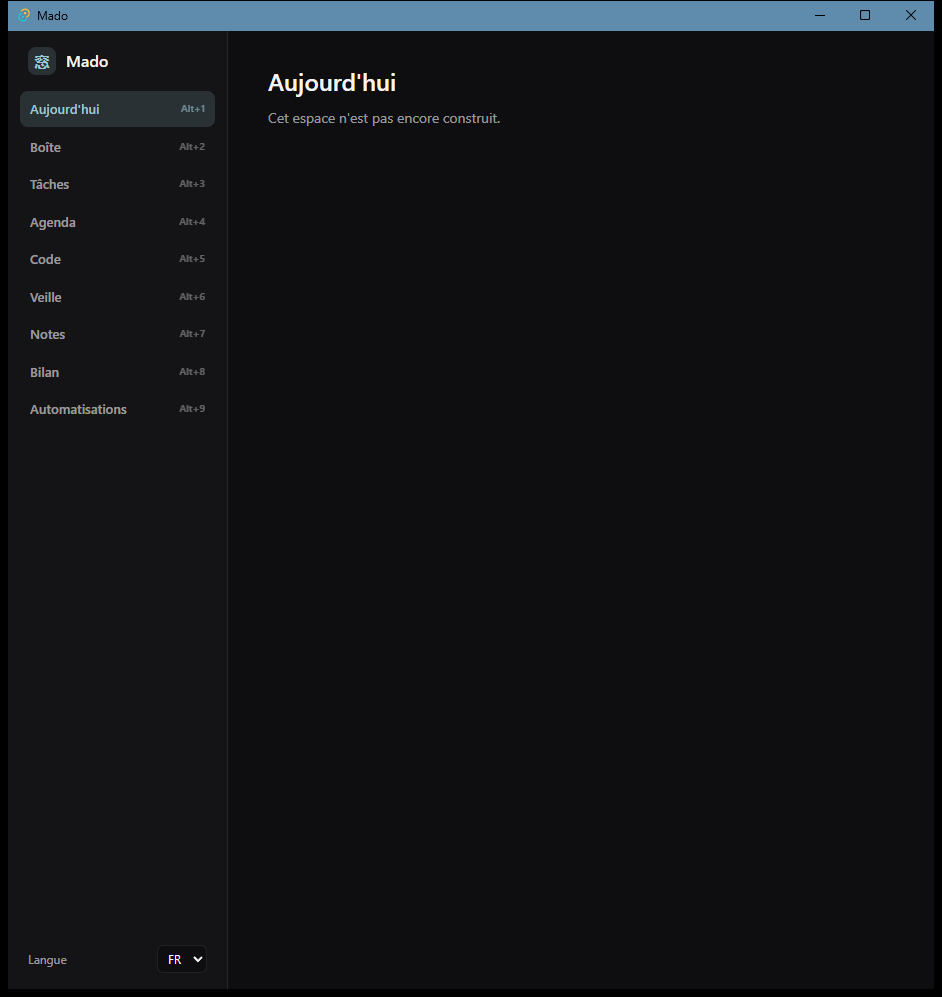 Mado
窓 Mado
Aujourd'hui Alt+1
Boîte Alt+2
Tâches Alt+3
Agenda Alt+4
Code Alt+5
Veille Alt+6
Notes Alt+7
Bilan Alt+8
Automatisations Alt+9
Langue FR
Aujourd'hui
Cet espace n'est pas encore construit.